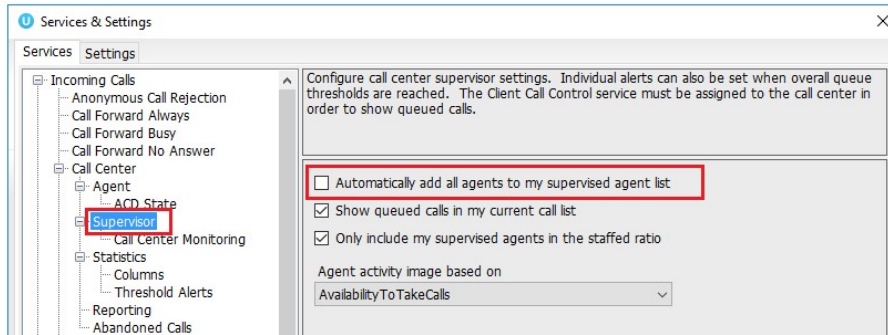 Services & Settings
Services Settings
Incoming Calls
Anonymous Call Rejection
Call Forward Always
Call Forward Busy
Call Forward No Answer
Call Center
Agent
ACD State
Supervisor
Call Center Monitoring
Statistics
Columns
Threshold Alerts
Reporting
Abandoned Calls
Configure call center supervisor settings. Individual alerts can also be set when overall queue
thresholds are reached. The Client Call Control service must be assigned to the call center in
order to show queued calls.
Automatically add all agents to my supervised agent list
Show queued calls in my current call list
Only include my supervised agents in the staffed ratio
Agent activity image based on
AvailabilityToTakeCalls